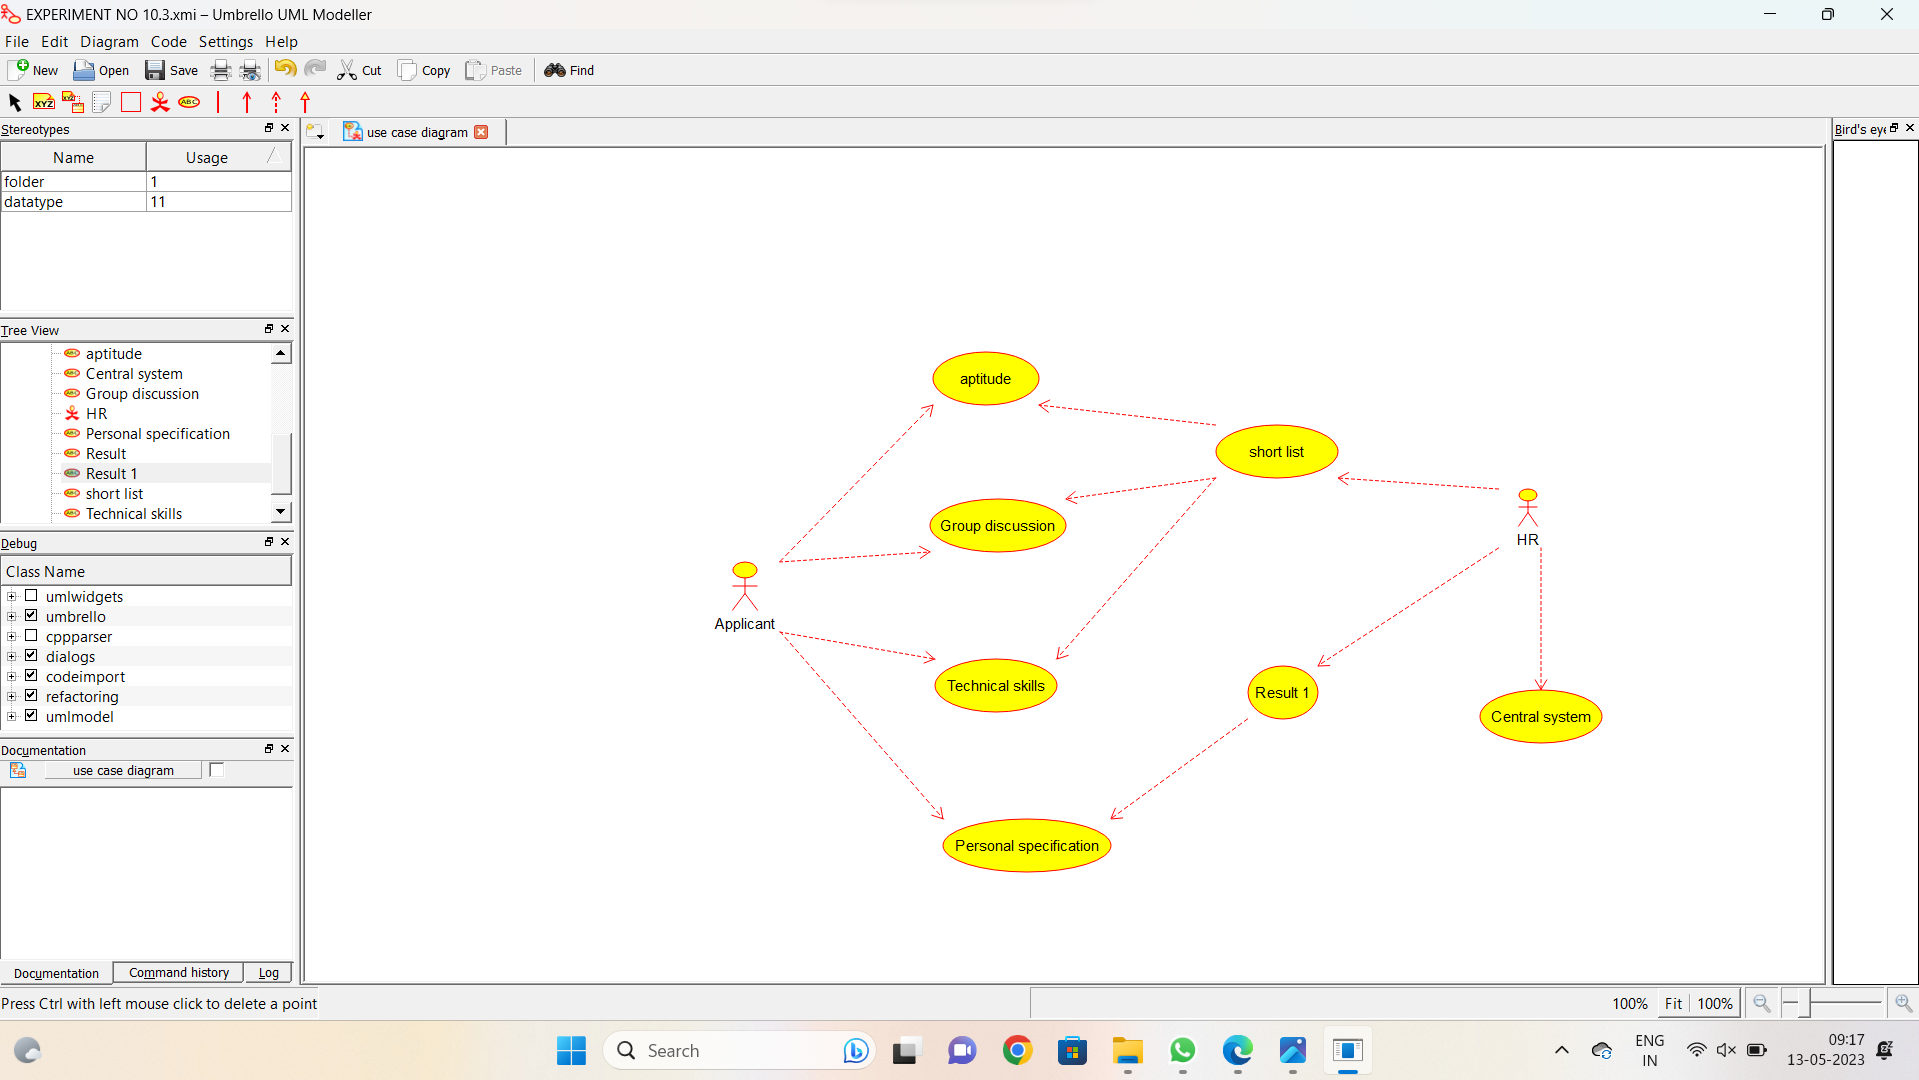 EXPERIMENT NO 10.3.xmi – Umbrello UML Modeller
File Edit Diagram Code Settings Help
New Open Save Cut Copy Paste Find
XYZ XYZ ABC
Stereotypes
Name Usage
folder 1
datatype 11
Tree View
aptitude
Central system
Group discussion
HR
Personal specification
Result
Result 1
short list
Technical skills
Debug
Class Name
umlwidgets
umbrello
cppparser
dialogs
codeimport
refactoring
umlmodel
Documentation
use case diagram
Documentation Command history Log
Press Ctrl with left mouse click to delete a point
use case diagram
aptitude
short list
Group discussion
HR
Applicant
Technical skills
Result 1
Central system
Personal specification
Bird's eye
100% Fit 100%
Search
ENG
IN
09:17
13-05-2023